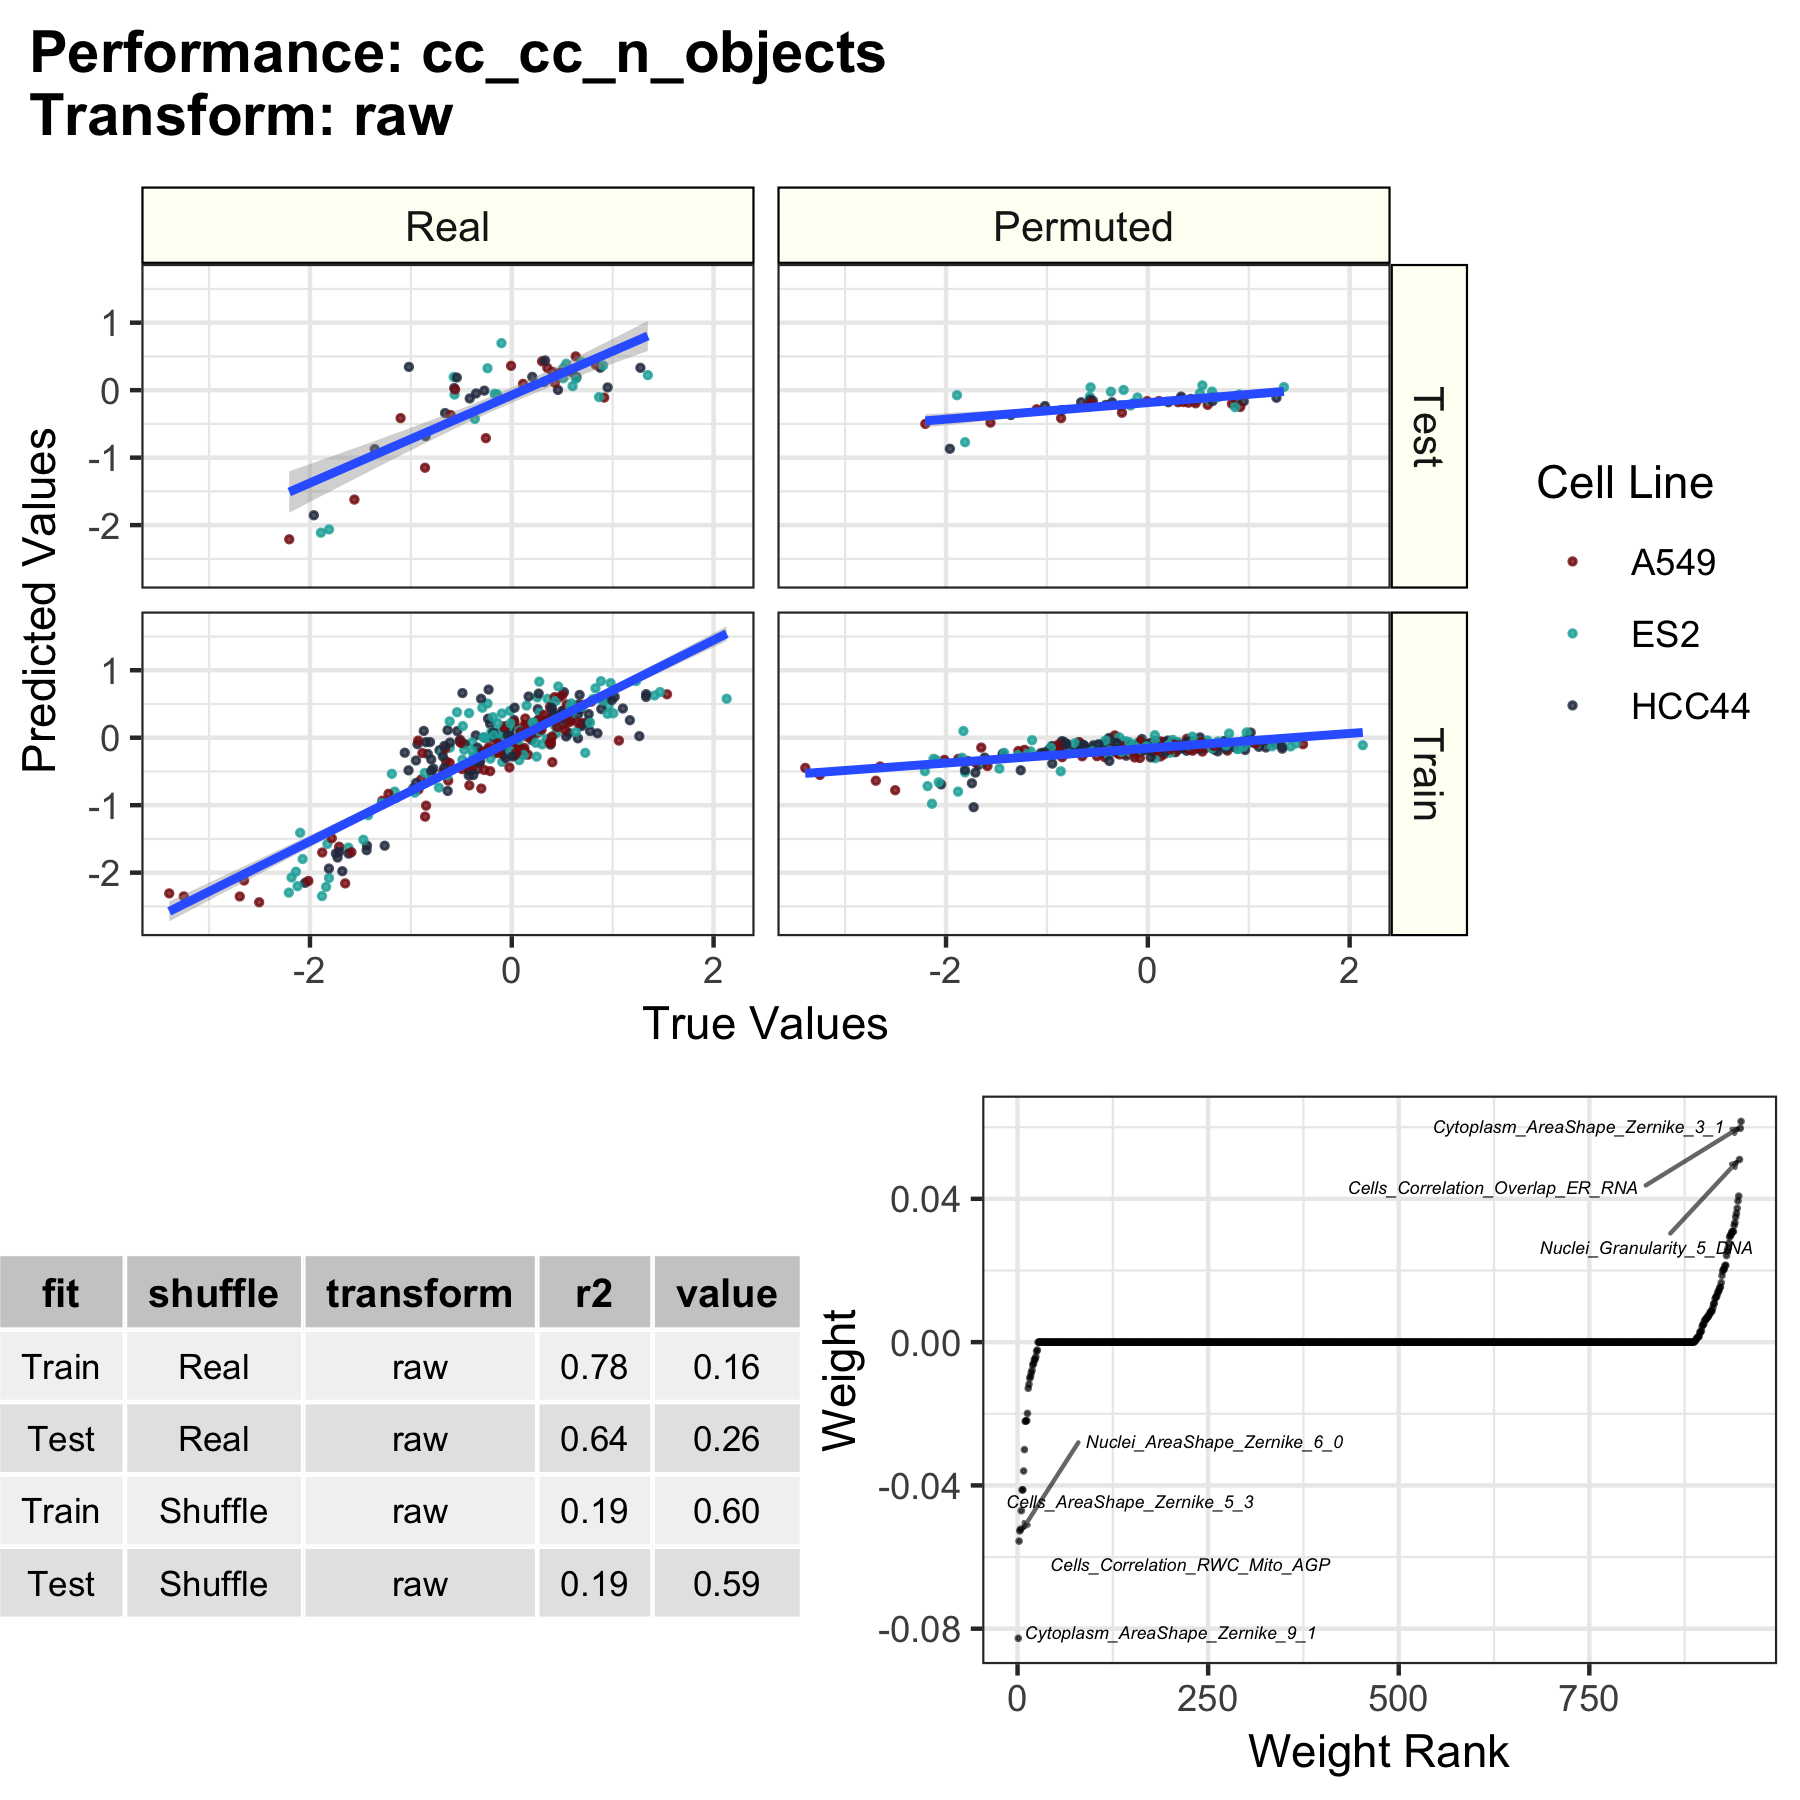 Performance: cc_cc_n_objects
Transform: raw
Real
Permuted
1
0
-1
-2
Test
1
0
-1
-2
Train
Predicted Values
-2
0
2
-2
0
2
True Values
Cell Line
A549
ES2
HCC44
fit shuffle transform r2 value
Train Real raw 0.78 0.16
Test Real raw 0.64 0.26
Train Shuffle raw 0.19 0.60
Test Shuffle raw 0.19 0.59
Weight
0.04
0.00
-0.04
-0.08
Cytoplasm_AreaShape_Zernike_3_1
Cells_Correlation_Overlap_ER_RNA
Nuclei_Granularity_5_DNA
Nuclei_AreaShape_Zernike_6_0
Cells_AreaShape_Zernike_5_3
Cells_Correlation_RWC_Mito_AGP
Cytoplasm_AreaShape_Zernike_9_1
0
250
500
750
Weight Rank